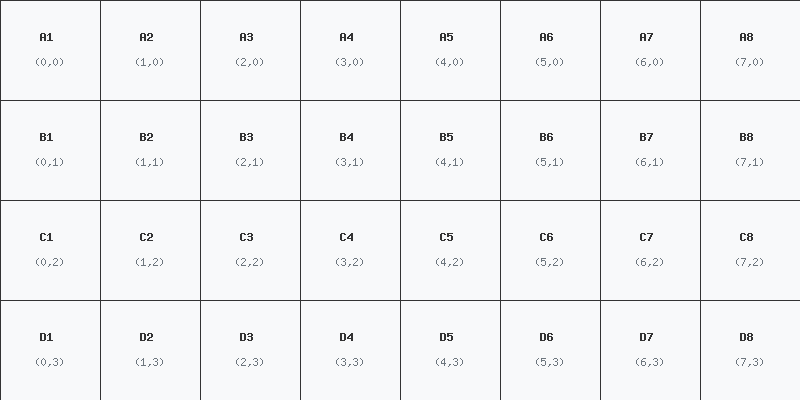 A1 A2 A3 A4 A5 A6 A7 A8
(0,0) (1,0) (2,0) (3,0) (4,0) (5,0) (6,0) (7,0)
B1 B2 B3 B4 B5 B6 B7 B8
(0,1) (1,1) (2,1) (3,1) (4,1) (5,1) (6,1) (7,1)
C1 C2 C3 C4 C5 C6 C7 C8
(0,2) (1,2) (2,2) (3,2) (4,2) (5,2) (6,2) (7,2)
D1 D2 D3 D4 D5 D6 D7 D8
(0,3) (1,3) (2,3) (3,3) (4,3) (5,3) (6,3) (7,3)